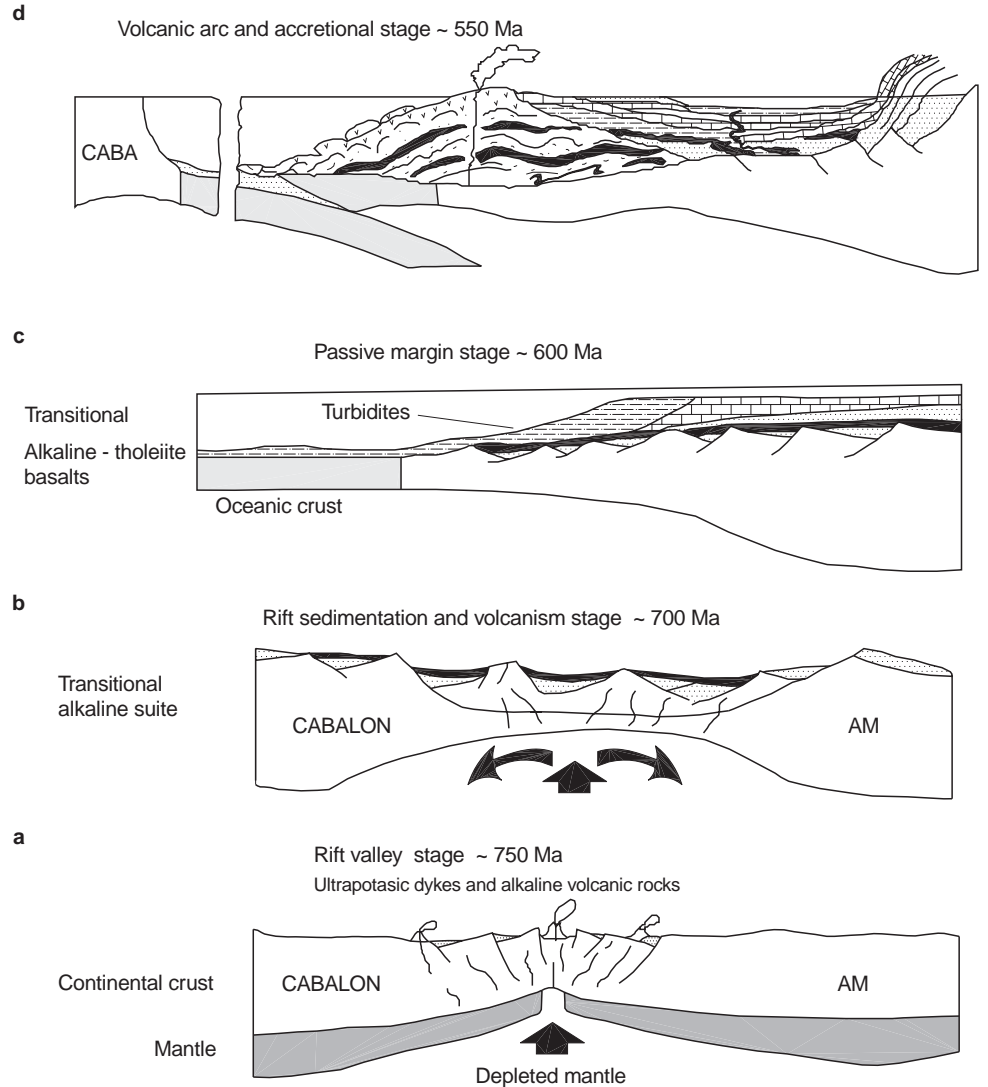 d
Volcanic arc and accretional stage ~ 550 Ma
CABA
c
Passive margin stage ~ 600 Ma
Transitional
Turbidites
Alkaline - tholeiite
basalts
Oceanic crust
b
Rift sedimentation and volcanism stage ~ 700 Ma
Transitional
alkaline suite
CABALON
AM
a
Rift valley stage ~ 750 Ma
Ultrapotasic dykes and alkaline volcanic rocks
Continental crust
CABALON
AM
Mantle
Depleted mantle